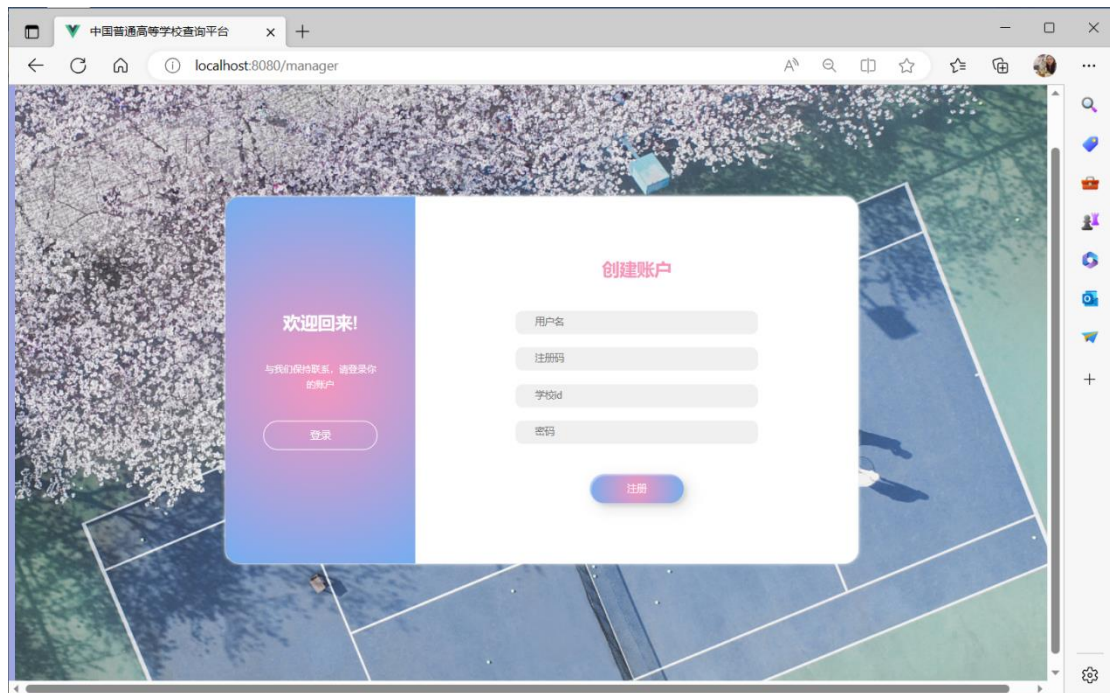 中国普通高等学校查询平台
localhost:8080/manager
创建账户
欢迎回来!
与我们保持联系，请登录你
的账户
登录
用户名
注册码
学校id
密码
注册